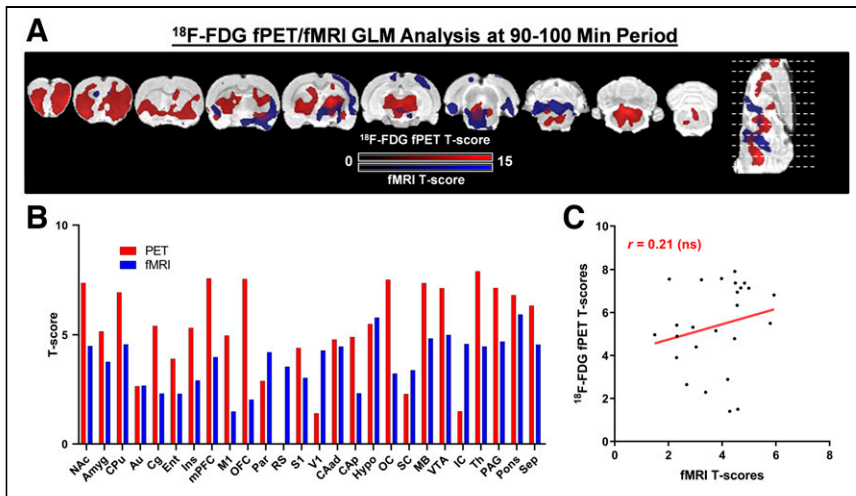 A
¹⁸F-FDG fPET/fMRI GLM Analysis at 90-100 Min Period
¹⁸F-FDG fPET T-score
0 15
fMRI T-score
B
10
5
0
T-score
PET
fMRI
NAc Amyg CPu Au Cg Ent Ins mPFC M1 OFC Par RS S1 V1 CAad CAp Hypo OC SC MB VTA IC Th PAG Pons Sep
C
r = 0.21 (ns)
10
8
6
4
2
0
¹⁸F-FDG fPET T-scores
0 2 4 6 8
fMRI T-scores